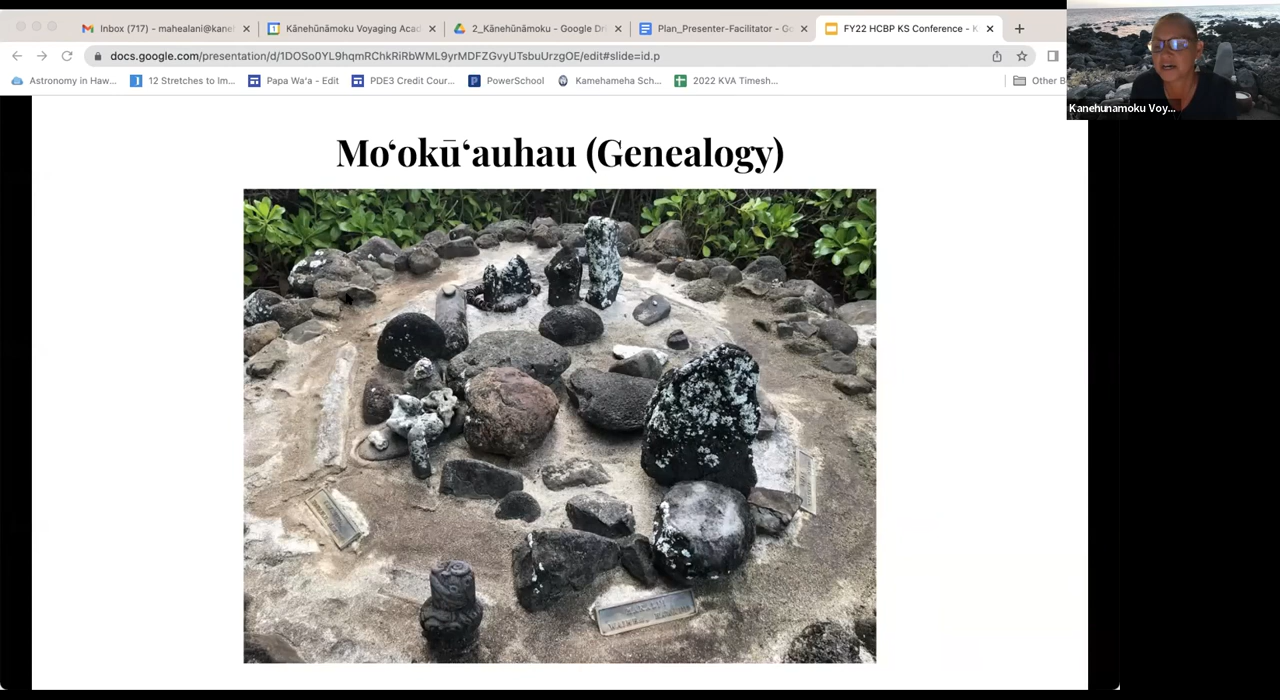 Inbox (717) - mahealani@kanel
Kānehūnāmoku Voyaging Acad
2_Kānehūnāmoku - Google Dri
Plan_Presenter-Facilitator - Go
FY22 HCBP KS Conference - K
docs.google.com/presentation/d/1DOSo0YL9hqmRChkRiRbWML9yrMDFZGvyUTsbuUrzgOE/edit#slide=id.p
Astronomy in Haw...
12 Stretches to Im...
Papa Waʻa - Edit
PDE3 Credit Cour...
PowerSchool
Kamehameha Sch...
2022 KVA Timesh...
Other B
Kanehunamoku Voy...
Moʻokūʻauhau (Genealogy)